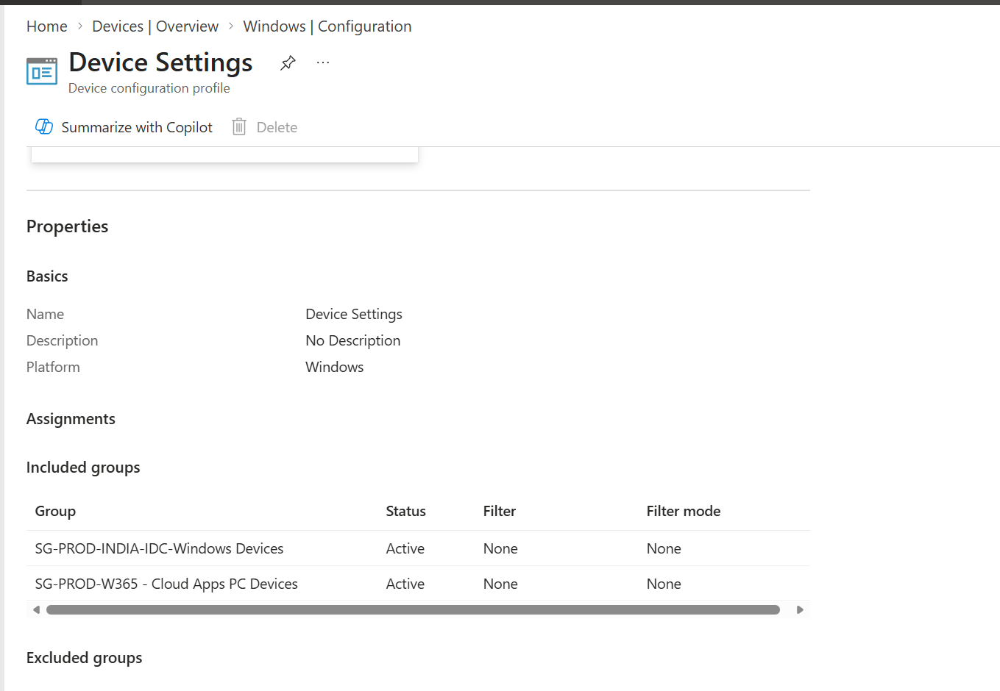 Home > Devices | Overview > Windows | Configuration
Device Settings ...
Device configuration profile
Summarize with Copilot Delete
Properties
Basics
Name Device Settings
Description No Description
Platform Windows
Assignments
Included groups
Group Status Filter Filter mode
SG-PROD-INDIA-IDC-Windows Devices Active None None
SG-PROD-W365 - Cloud Apps PC Devices Active None None
Excluded groups